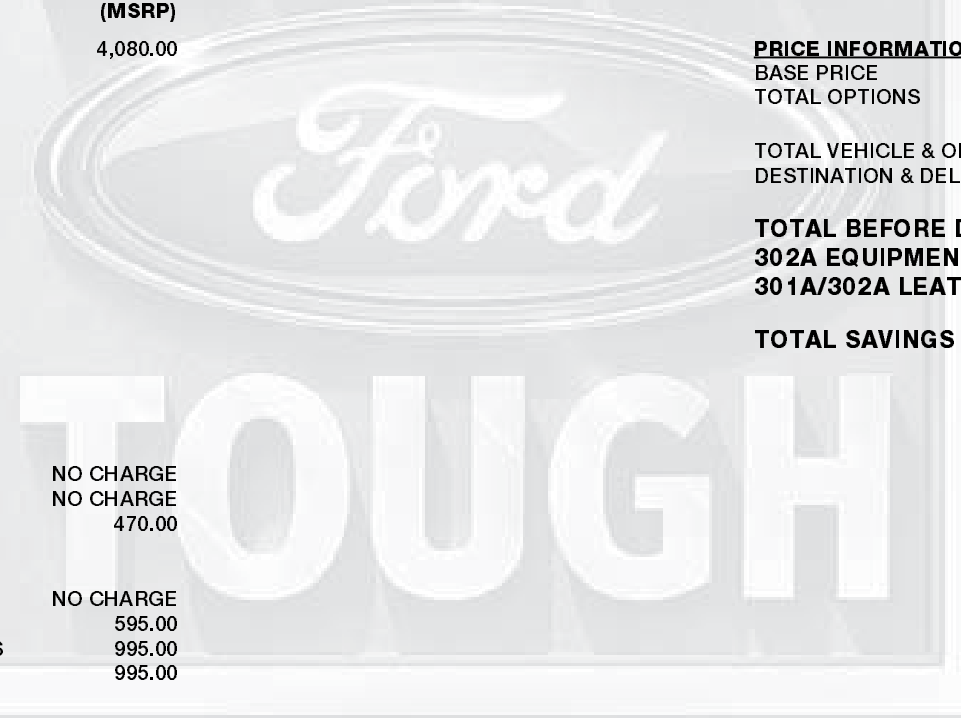 (MSRP)
4,080.00
Ford
TOUGH
NO CHARGE
NO CHARGE
470.00
NO CHARGE
595.00
995.00
995.00
PRICE INFORMATIO
BASE PRICE
TOTAL OPTIONS
TOTAL VEHICLE & O
DESTINATION & DEL
TOTAL BEFORE D
302A EQUIPMEN
301A/302A LEAT
TOTAL SAVINGS